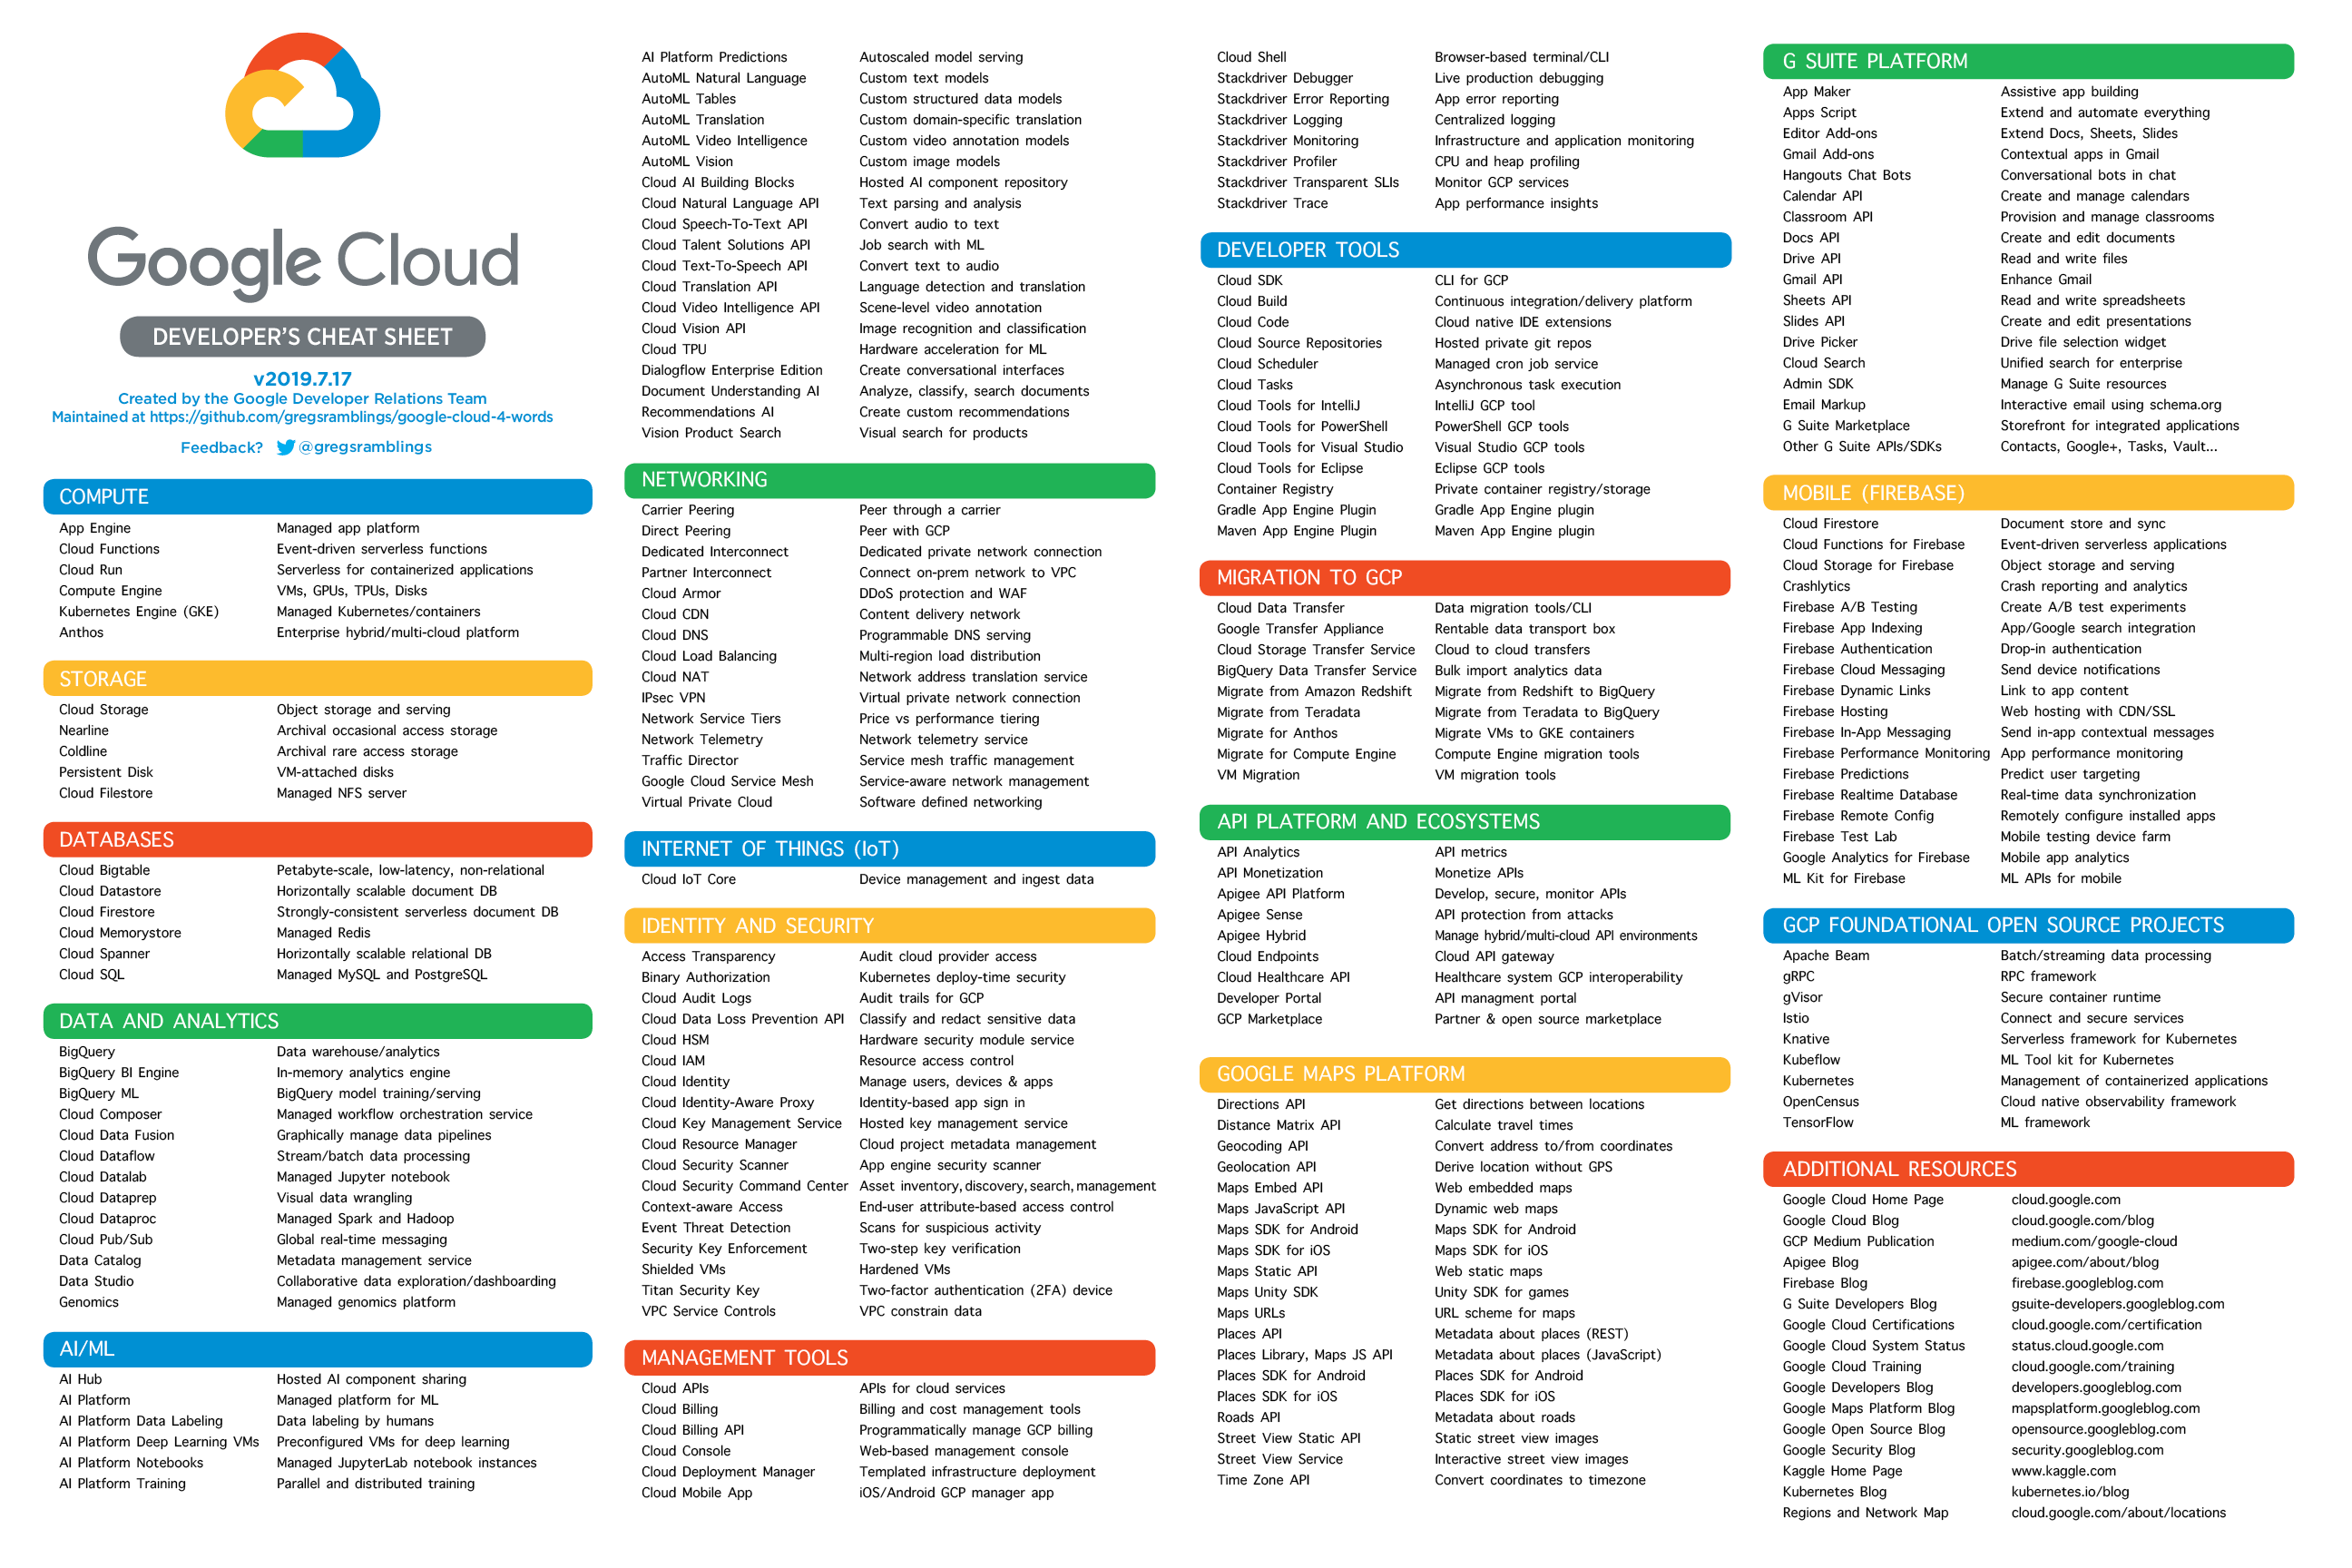 Google Cloud
DEVELOPER'S CHEAT SHEET
v2019.7.17
Created by the Google Developer Relations Team
Maintained at https://github.com/gregsramblings/google-cloud-4-words
Feedback? @gregsramblings
COMPUTE
App Engine Managed app platform
Cloud Functions Event-driven serverless functions
Cloud Run Serverless for containerized applications
Compute Engine VMs, GPUs, TPUs, Disks
Kubernetes Engine (GKE) Managed Kubernetes/containers
Anthos Enterprise hybrid/multi-cloud platform
STORAGE
Cloud Storage Object storage and serving
Nearline Archival occasional access storage
Coldline Archival rare access storage
Persistent Disk VM-attached disks
Cloud Filestore Managed NFS server
DATABASES
Cloud Bigtable Petabyte-scale, low-latency, non-relational
Cloud Datastore Horizontally scalable document DB
Cloud Firestore Strongly-consistent serverless document DB
Cloud Memorystore Managed Redis
Cloud Spanner Horizontally scalable relational DB
Cloud SQL Managed MySQL and PostgreSQL
DATA AND ANALYTICS
BigQuery Data warehouse/analytics
BigQuery BI Engine In-memory analytics engine
BigQuery ML BigQuery model training/serving
Cloud Composer Managed workflow orchestration service
Cloud Data Fusion Graphically manage data pipelines
Cloud Dataflow Stream/batch data processing
Cloud Datalab Managed Jupyter notebook
Cloud Dataprep Visual data wrangling
Cloud Dataproc Managed Spark and Hadoop
Cloud Pub/Sub Global real-time messaging
Data Catalog Metadata management service
Data Studio Collaborative data exploration/dashboarding
Genomics Managed genomics platform
AI/ML
AI Hub Hosted AI component sharing
AI Platform Managed platform for ML
AI Platform Data Labeling Data labeling by humans
AI Platform Deep Learning VMs Preconfigured VMs for deep learning
AI Platform Notebooks Managed JupyterLab notebook instances
AI Platform Training Parallel and distributed training
AI Platform Predictions Autoscaled model serving
AutoML Natural Language Custom text models
AutoML Tables Custom structured data models
AutoML Translation Custom domain-specific translation
AutoML Video Intelligence Custom video annotation models
AutoML Vision Custom image models
Cloud AI Building Blocks Hosted AI component repository
Cloud Natural Language API Text parsing and analysis
Cloud Speech-To-Text API Convert audio to text
Cloud Talent Solutions API Job search with ML
Cloud Text-To-Speech API Convert text to audio
Cloud Translation API Language detection and translation
Cloud Video Intelligence API Scene-level video annotation
Cloud Vision API Image recognition and classification
Cloud TPU Hardware acceleration for ML
Dialogflow Enterprise Edition Create conversational interfaces
Document Understanding AI Analyze, classify, search documents
Recommendations AI Create custom recommendations
Vision Product Search Visual search for products
NETWORKING
Carrier Peering Peer through a carrier
Direct Peering Peer with GCP
Dedicated Interconnect Dedicated private network connection
Partner Interconnect Connect on-prem network to VPC
Cloud Armor DDoS protection and WAF
Cloud CDN Content delivery network
Cloud DNS Programmable DNS serving
Cloud Load Balancing Multi-region load distribution
Cloud NAT Network address translation service
IPsec VPN Virtual private network connection
Network Service Tiers Price vs performance tiering
Network Telemetry Network telemetry service
Traffic Director Service mesh traffic management
Google Cloud Service Mesh Service-aware network management
Virtual Private Cloud Software defined networking
INTERNET OF THINGS (IoT)
Cloud IoT Core Device management and ingest data
IDENTITY AND SECURITY
Access Transparency Audit cloud provider access
Binary Authorization Kubernetes deploy-time security
Cloud Audit Logs Audit trails for GCP
Cloud Data Loss Prevention API Classify and redact sensitive data
Cloud HSM Hardware security module service
Cloud IAM Resource access control
Cloud Identity Manage users, devices & apps
Cloud Identity-Aware Proxy Identity-based app sign in
Cloud Key Management Service Hosted key management service
Cloud Resource Manager Cloud project metadata management
Cloud Security Scanner App engine security scanner
Cloud Security Command Center Asset inventory, discovery, search, management
Context-aware Access End-user attribute-based access control
Event Threat Detection Scans for suspicious activity
Security Key Enforcement Two-step key verification
Shielded VMs Hardened VMs
Titan Security Key Two-factor authentication (2FA) device
VPC Service Controls VPC constrain data
MANAGEMENT TOOLS
Cloud APIs APIs for cloud services
Cloud Billing Billing and cost management tools
Cloud Billing API Programmatically manage GCP billing
Cloud Console Web-based management console
Cloud Deployment Manager Templated infrastructure deployment
Cloud Mobile App iOS/Android GCP manager app
Cloud Shell Browser-based terminal/CLI
Stackdriver Debugger Live production debugging
Stackdriver Error Reporting App error reporting
Stackdriver Logging Centralized logging
Stackdriver Monitoring Infrastructure and application monitoring
Stackdriver Profiler CPU and heap profiling
Stackdriver Transparent SLIs Monitor GCP services
Stackdriver Trace App performance insights
DEVELOPER TOOLS
Cloud SDK CLI for GCP
Cloud Build Continuous integration/delivery platform
Cloud Code Cloud native IDE extensions
Cloud Source Repositories Hosted private git repos
Cloud Scheduler Managed cron job service
Cloud Tasks Asynchronous task execution
Cloud Tools for IntelliJ IntelliJ GCP tool
Cloud Tools for PowerShell PowerShell GCP tools
Cloud Tools for Visual Studio Visual Studio GCP tools
Cloud Tools for Eclipse Eclipse GCP tools
Container Registry Private container registry/storage
Gradle App Engine Plugin Gradle App Engine plugin
Maven App Engine Plugin Maven App Engine plugin
MIGRATION TO GCP
Cloud Data Transfer Data migration tools/CLI
Google Transfer Appliance Rentable data transport box
Cloud Storage Transfer Service Cloud to cloud transfers
BigQuery Data Transfer Service Bulk import analytics data
Migrate from Amazon Redshift Migrate from Redshift to BigQuery
Migrate from Teradata Migrate from Teradata to BigQuery
Migrate for Anthos Migrate VMs to GKE containers
Migrate for Compute Engine Compute Engine migration tools
VM Migration VM migration tools
API PLATFORM AND ECOSYSTEMS
API Analytics API metrics
API Monetization Monetize APIs
Apigee API Platform Develop, secure, monitor APIs
Apigee Sense API protection from attacks
Apigee Hybrid Manage hybrid/multi-cloud API environments
Cloud Endpoints Cloud API gateway
Cloud Healthcare API Healthcare system GCP interoperability
Developer Portal API managment portal
GCP Marketplace Partner & open source marketplace
GOOGLE MAPS PLATFORM
Directions API Get directions between locations
Distance Matrix API Calculate travel times
Geocoding API Convert address to/from coordinates
Geolocation API Derive location without GPS
Maps Embed API Web embedded maps
Maps JavaScript API Dynamic web maps
Maps SDK for Android Maps SDK for Android
Maps SDK for iOS Maps SDK for iOS
Maps Static API Web static maps
Maps Unity SDK Unity SDK for games
Maps URLs URL scheme for maps
Places API Metadata about places (REST)
Places Library, Maps JS API Metadata about places (JavaScript)
Places SDK for Android Places SDK for Android
Places SDK for iOS Places SDK for iOS
Roads API Metadata about roads
Street View Static API Static street view images
Street View Service Interactive street view images
Time Zone API Convert coordinates to timezone
G SUITE PLATFORM
App Maker Assistive app building
Apps Script Extend and automate everything
Editor Add-ons Extend Docs, Sheets, Slides
Gmail Add-ons Contextual apps in Gmail
Hangouts Chat Bots Conversational bots in chat
Calendar API Create and manage calendars
Classroom API Provision and manage classrooms
Docs API Create and edit documents
Drive API Read and write files
Gmail API Enhance Gmail
Sheets API Read and write spreadsheets
Slides API Create and edit presentations
Drive Picker Drive file selection widget
Cloud Search Unified search for enterprise
Admin SDK Manage G Suite resources
Email Markup Interactive email using schema.org
G Suite Marketplace Storefront for integrated applications
Other G Suite APIs/SDKs Contacts, Google+, Tasks, Vault...
MOBILE (FIREBASE)
Cloud Firestore Document store and sync
Cloud Functions for Firebase Event-driven serverless applications
Cloud Storage for Firebase Object storage and serving
Crashlytics Crash reporting and analytics
Firebase A/B Testing Create A/B test experiments
Firebase App Indexing App/Google search integration
Firebase Authentication Drop-in authentication
Firebase Cloud Messaging Send device notifications
Firebase Dynamic Links Link to app content
Firebase Hosting Web hosting with CDN/SSL
Firebase In-App Messaging Send in-app contextual messages
Firebase Performance Monitoring App performance monitoring
Firebase Predictions Predict user targeting
Firebase Realtime Database Real-time data synchronization
Firebase Remote Config Remotely configure installed apps
Firebase Test Lab Mobile testing device farm
Google Analytics for Firebase Mobile app analytics
ML Kit for Firebase ML APIs for mobile
GCP FOUNDATIONAL OPEN SOURCE PROJECTS
Apache Beam Batch/streaming data processing
gRPC RPC framework
gVisor Secure container runtime
Istio Connect and secure services
Knative Serverless framework for Kubernetes
Kubeflow ML Tool kit for Kubernetes
Kubernetes Management of containerized applications
OpenCensus Cloud native observability framework
TensorFlow ML framework
ADDITIONAL RESOURCES
Google Cloud Home Page cloud.google.com
Google Cloud Blog cloud.google.com/blog
GCP Medium Publication medium.com/google-cloud
Apigee Blog apigee.com/about/blog
Firebase Blog firebase.googleblog.com
G Suite Developers Blog gsuite-developers.googleblog.com
Google Cloud Certifications cloud.google.com/certification
Google Cloud System Status status.cloud.google.com
Google Cloud Training cloud.google.com/training
Google Developers Blog developers.googleblog.com
Google Maps Platform Blog mapsplatform.googleblog.com
Google Open Source Blog opensource.googleblog.com
Google Security Blog security.googleblog.com
Kaggle Home Page www.kaggle.com
Kubernetes Blog kubernetes.io/blog
Regions and Network Map cloud.google.com/about/locations